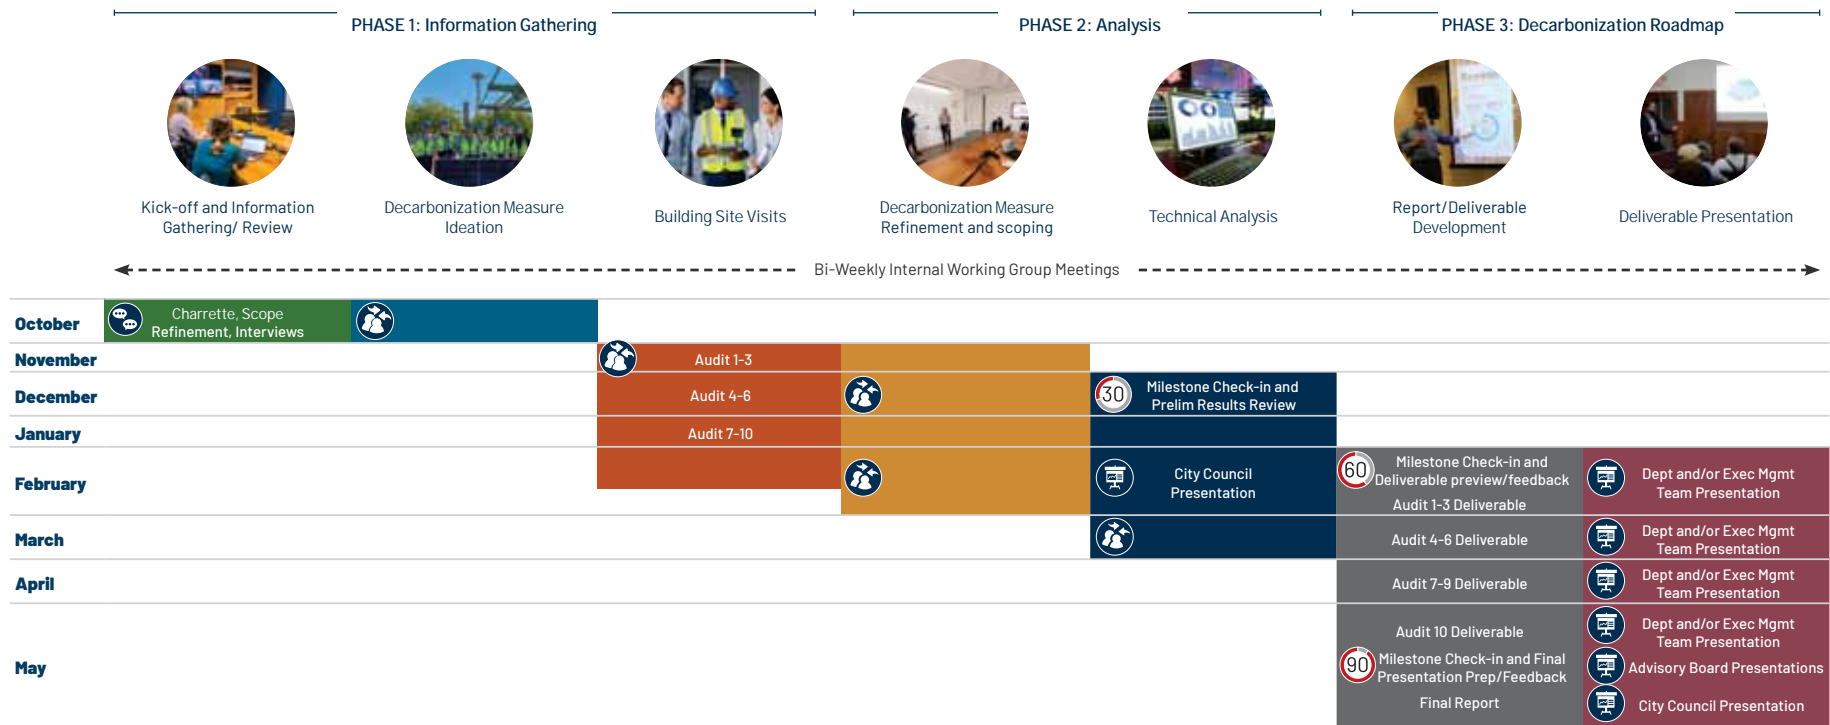 PHASE 1: Information Gathering
PHASE 2: Analysis
PHASE 3: Decarbonization Roadmap
Kick-off and Information
Gathering/ Review
Decarbonization Measure
Ideation
Building Site Visits
Decarbonization Measure
Refinement and scoping
Technical Analysis
Report/Deliverable
Development
Deliverable Presentation
Bi-Weekly Internal Working Group Meetings
October
Charrette, Scope
Refinement, Interviews
November
Audit 1-3
December
Audit 4-6
30
Milestone Check-in and
Prelim Results Review
January
Audit 7-10
February
City Council
Presentation
60
Milestone Check-in and
Deliverable preview/feedback
Audit 1-3 Deliverable
Dept and/or Exec Mgmt
Team Presentation
March
Audit 4-6 Deliverable
Dept and/or Exec Mgmt
Team Presentation
April
Audit 7-9 Deliverable
Dept and/or Exec Mgmt
Team Presentation
May
Audit 10 Deliverable
90
Milestone Check-in and Final
Presentation Prep/Feedback
Final Report
Dept and/or Exec Mgmt
Team Presentation
Advisory Board Presentations
City Council Presentation